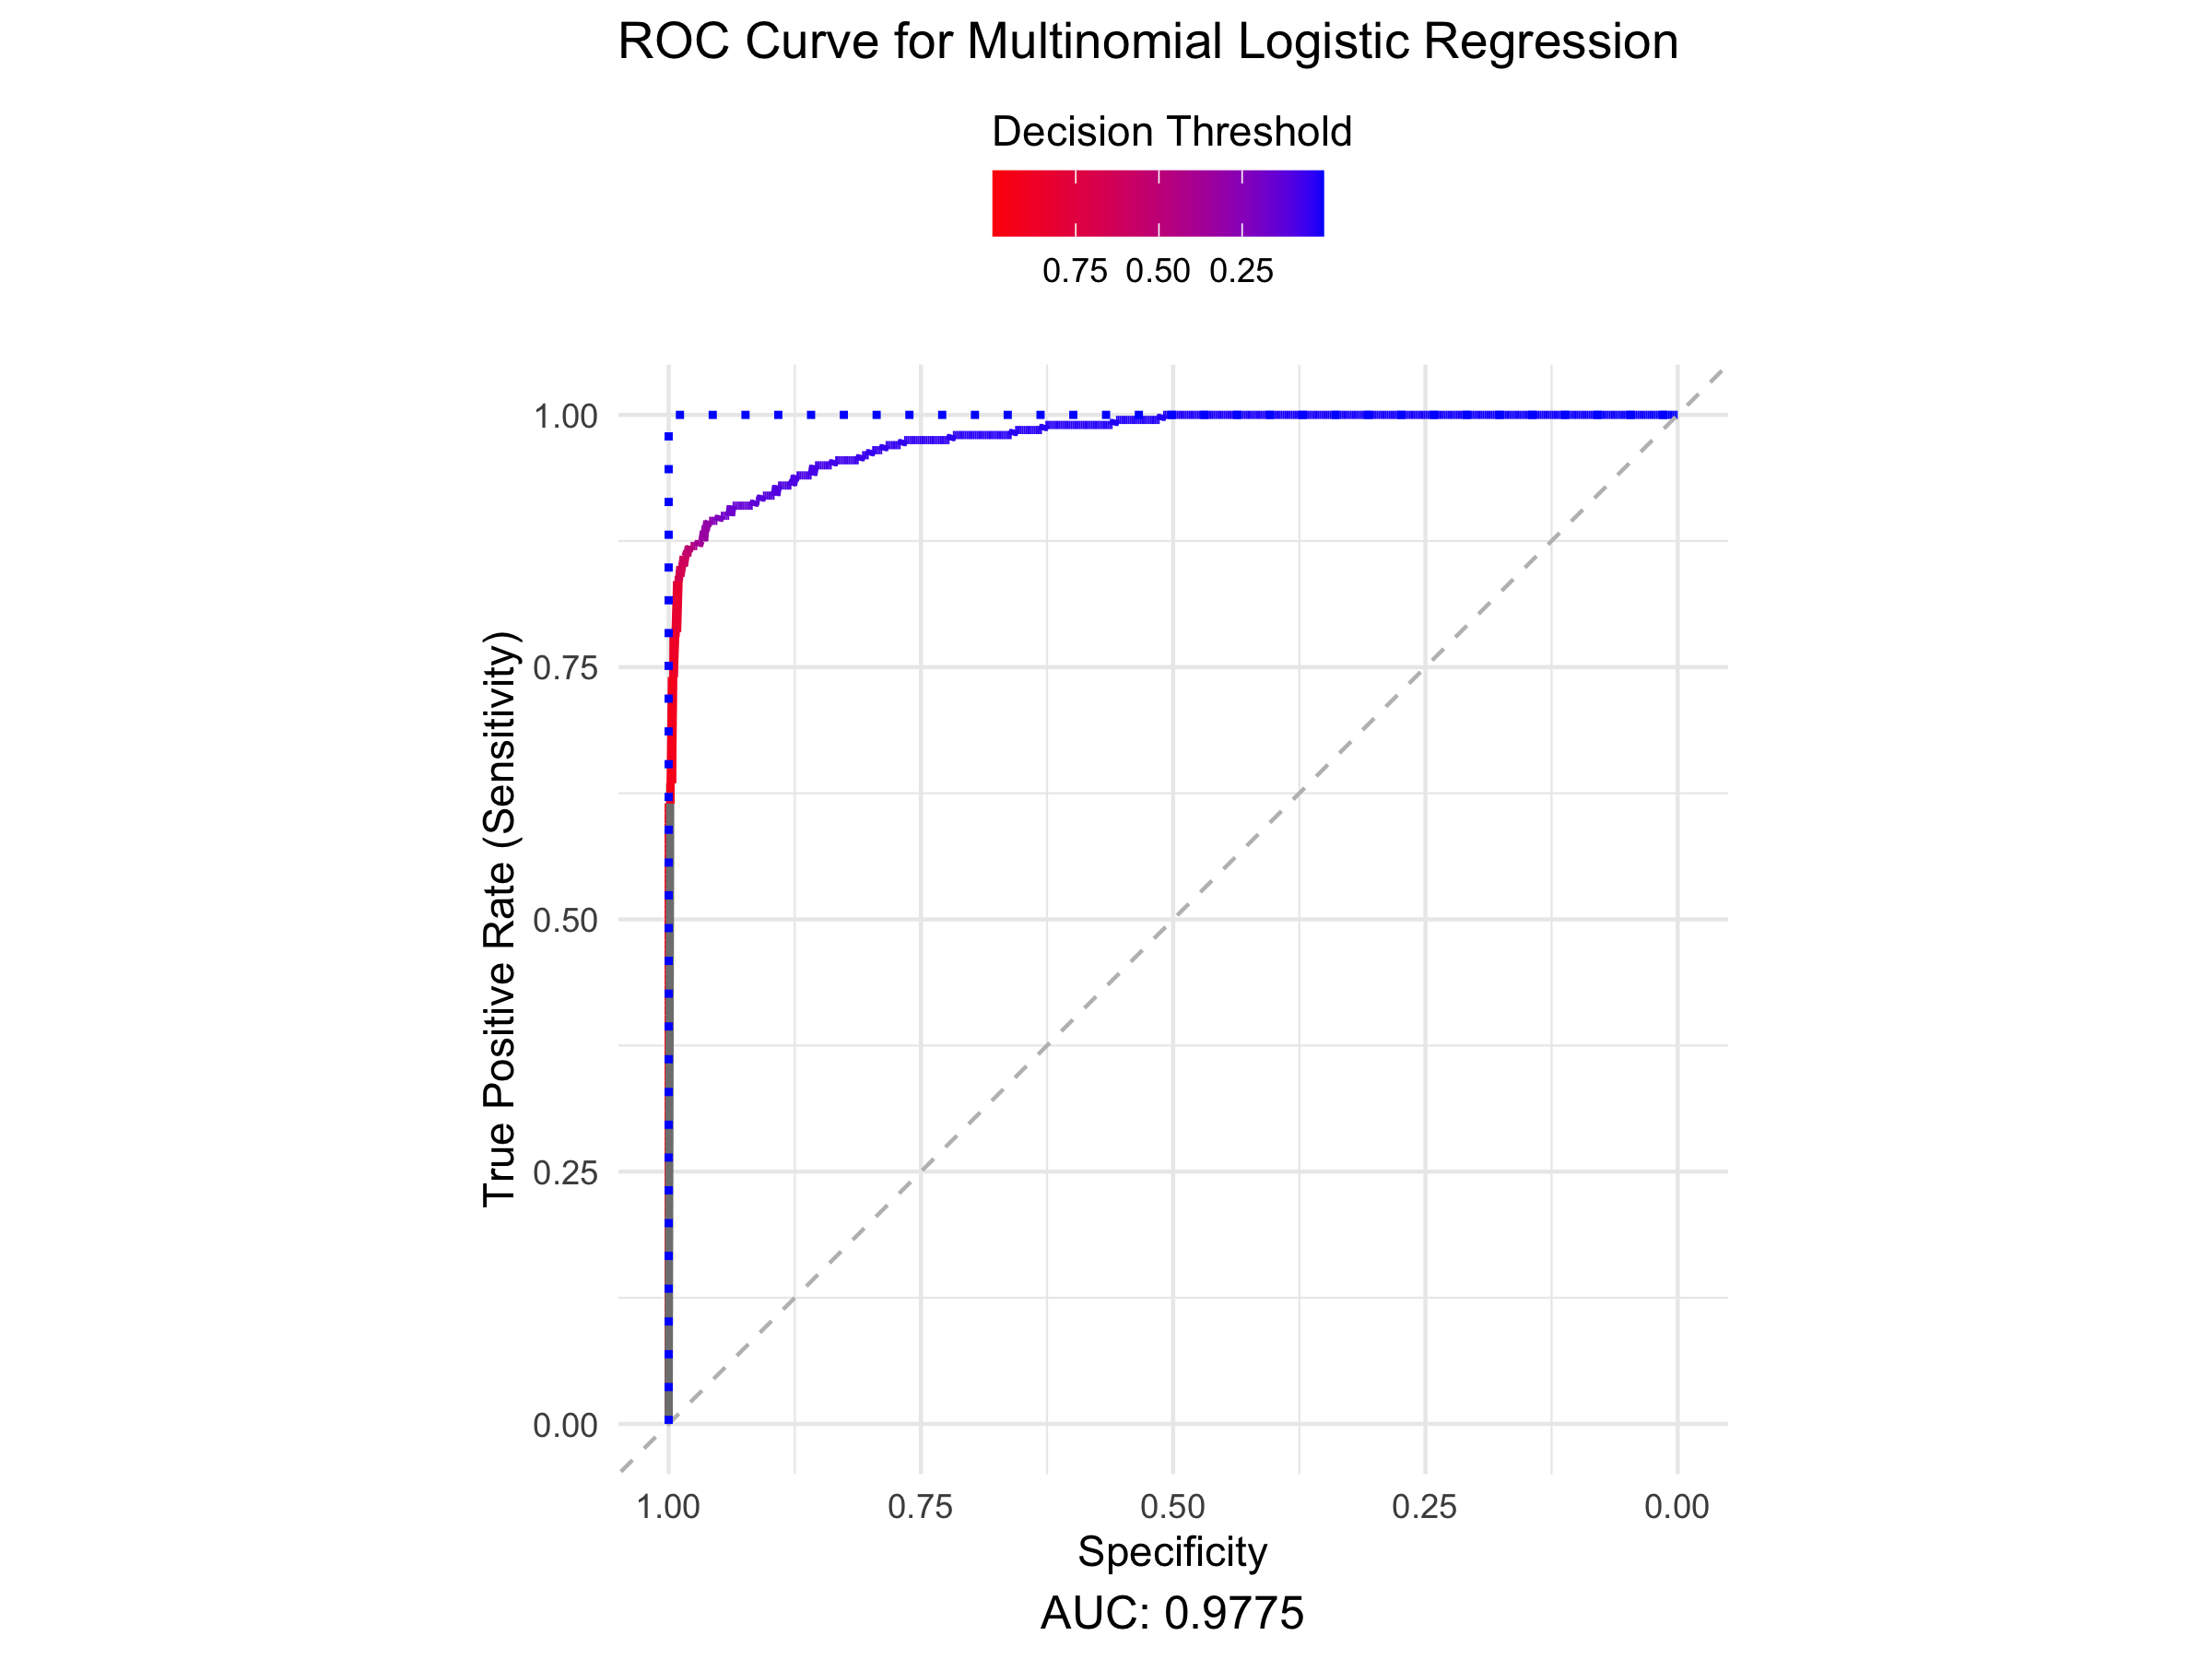 ROC Curve for Multinomial Logistic Regression
Decision Threshold
0.75 0.50 0.25
True Positive Rate (Sensitivity)
1.00
0.75
0.50
0.25
0.00
1.00 0.75 0.50 0.25 0.00
Specificity
AUC: 0.9775